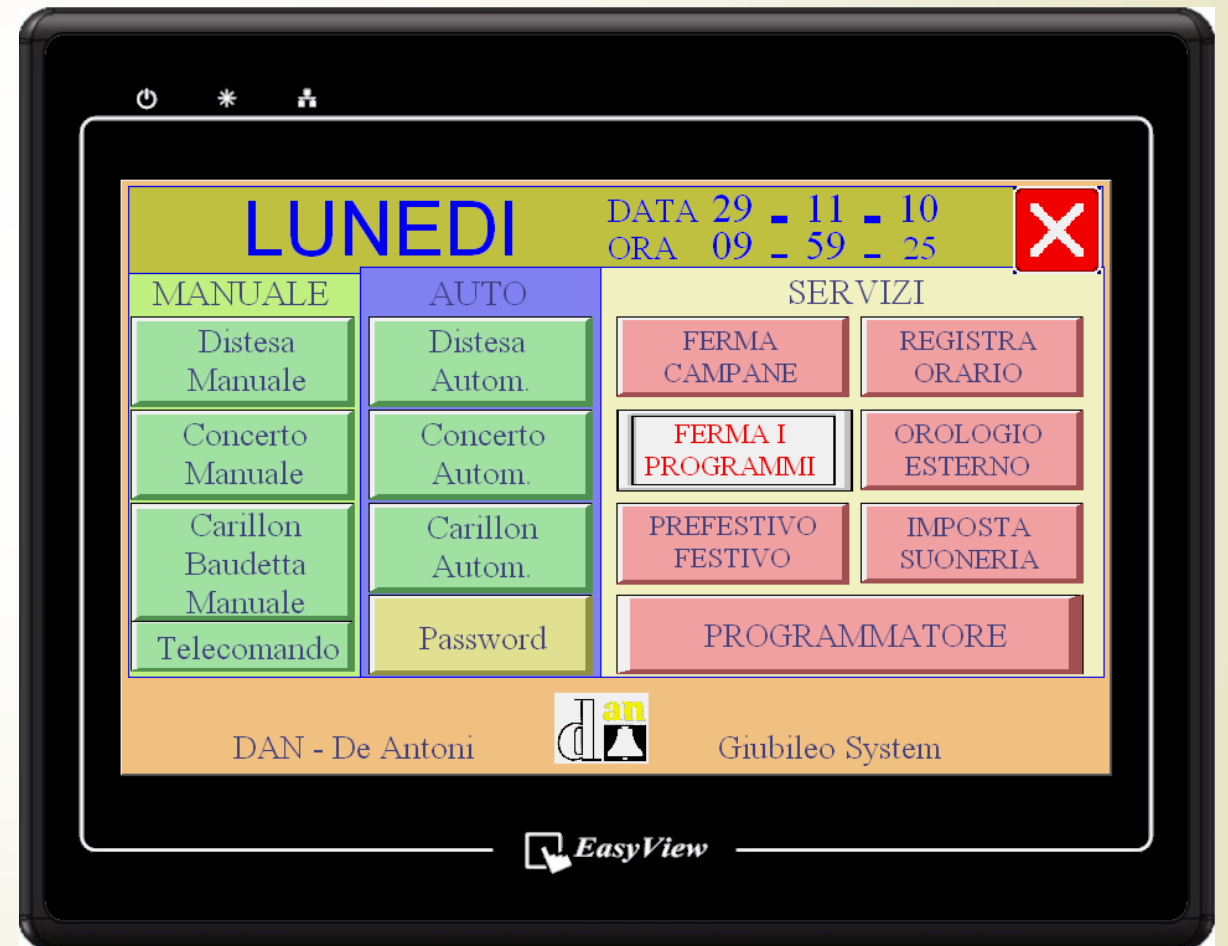 LUNEDI
DATA 29 - 11 - 10
ORA 09 - 59 - 25
MANUALE
Distesa
Manuale
Concerto
Manuale
Carillon
Baudetta
Manuale
Telecomando
AUTO
Distesa
Autom.
Concerto
Autom.
Carillon
Autom.
Password
SERVIZI
FERMA
CAMPANE
REGISTRA
ORARIO
FERMA I
PROGRAMMI
OROLOGIO
ESTERNO
PREFESTIVO
FESTIVO
IMPOSTA
SUONERIA
PROGRAMMATORE
DAN - De Antoni
dan
Giubileo System
EasyView